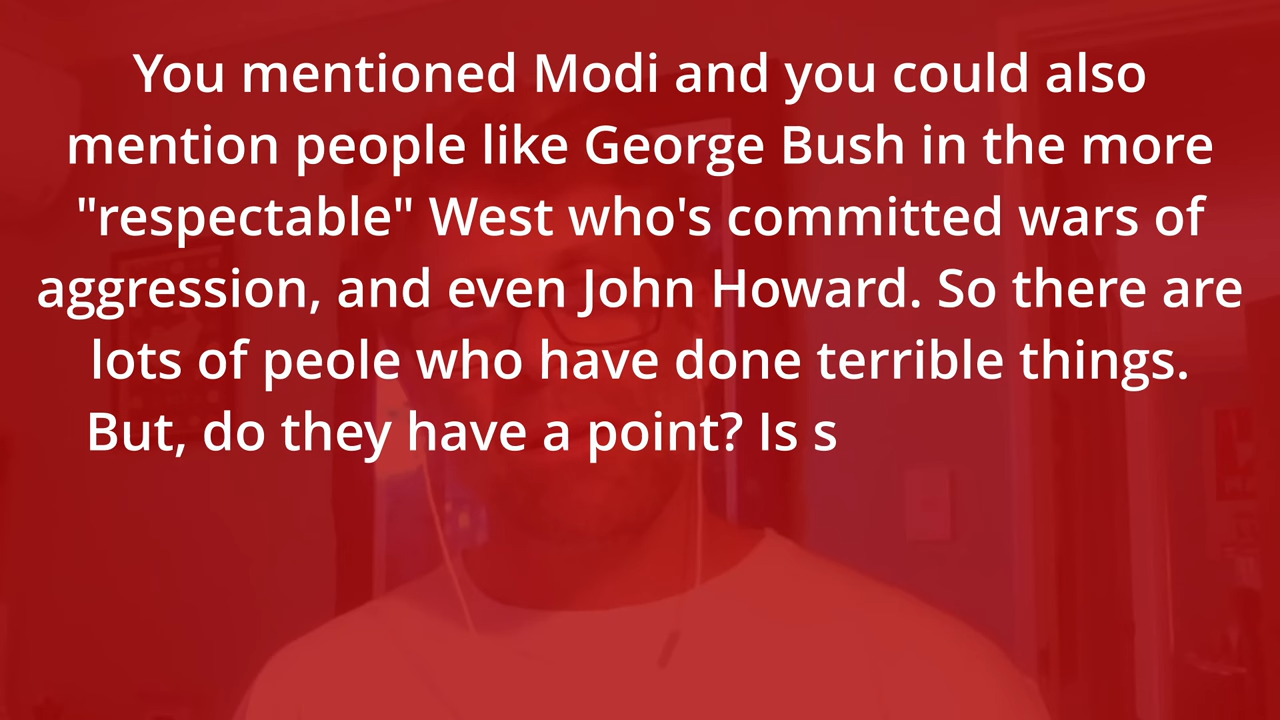 You mentioned Modi and you could also
mention people like George Bush in the more
"respectable" West who's committed wars of
aggression, and even John Howard. So there are
lots of peole who have done terrible things.
But, do they have a point? Is s